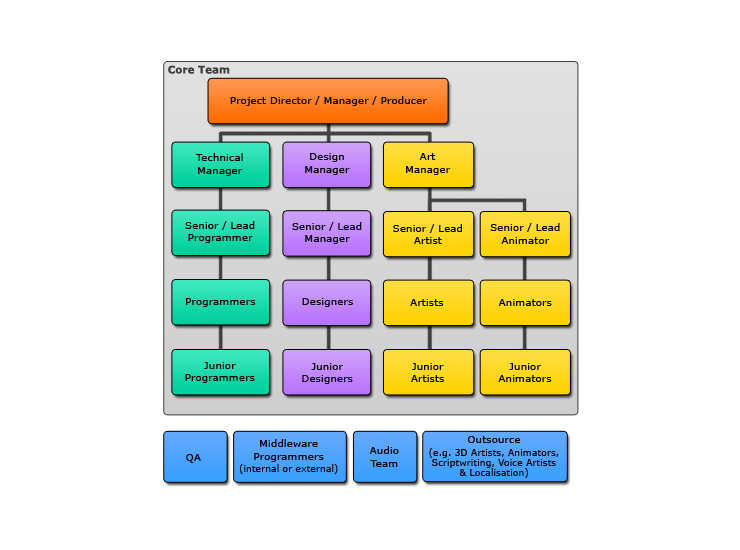 Core Team
Project Director / Manager / Producer
Technical
Manager
Design
Manager
Art
Manager
Senior / Lead
Programmer
Senior / Lead
Manager
Senior / Lead
Artist
Senior / Lead
Animator
Programmers
Designers
Artists
Animators
Junior
Programmers
Junior
Designers
Junior
Artists
Junior
Animators
QA
Middleware
Programmers
(internal or external)
Audio
Team
Outsource
(e.g. 3D Artists, Animators,
Scriptwriting, Voice Artists
& Localisation)